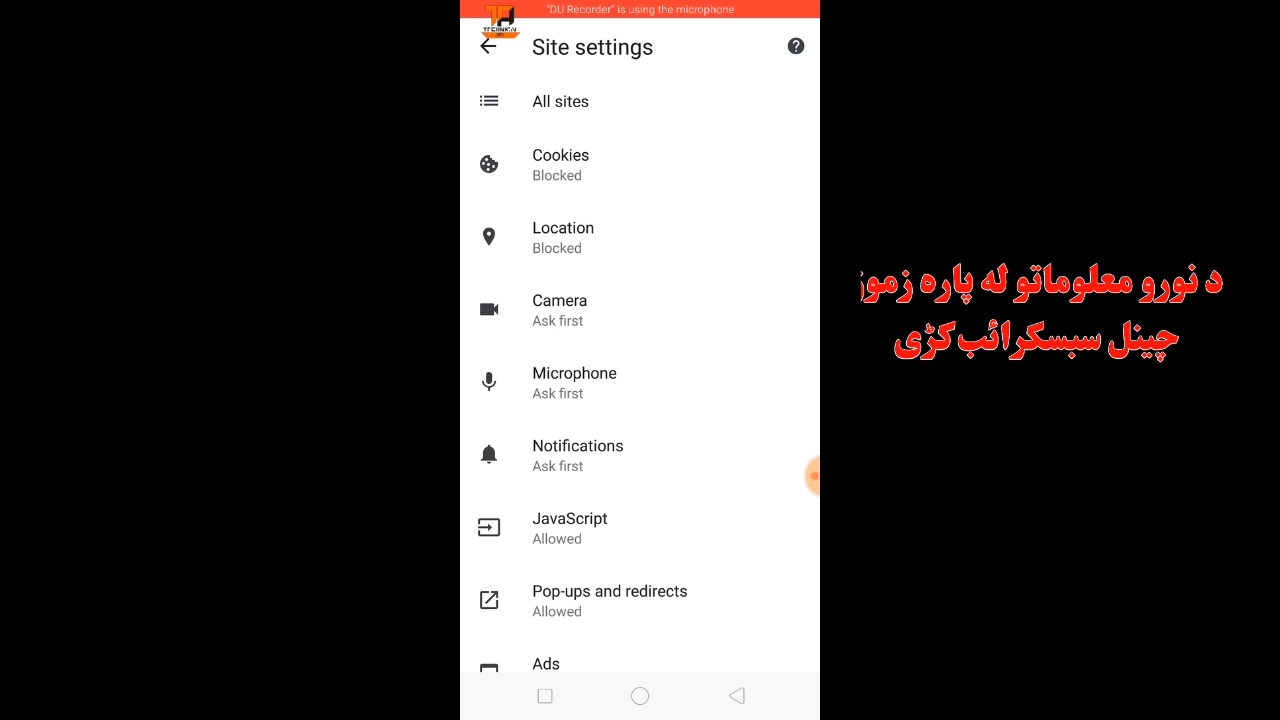 "DU Recorder" is using the microphone
TECHNICAL
Site settings
All sites
Cookies
Blocked
Location
Blocked
Camera
Ask first
Microphone
Ask first
Notifications
Ask first
JavaScript
Allowed
Pop-ups and redirects
Allowed
Ads
د نورو معلوماتو له پاره زموږ
چینل سبسکرائب کړی